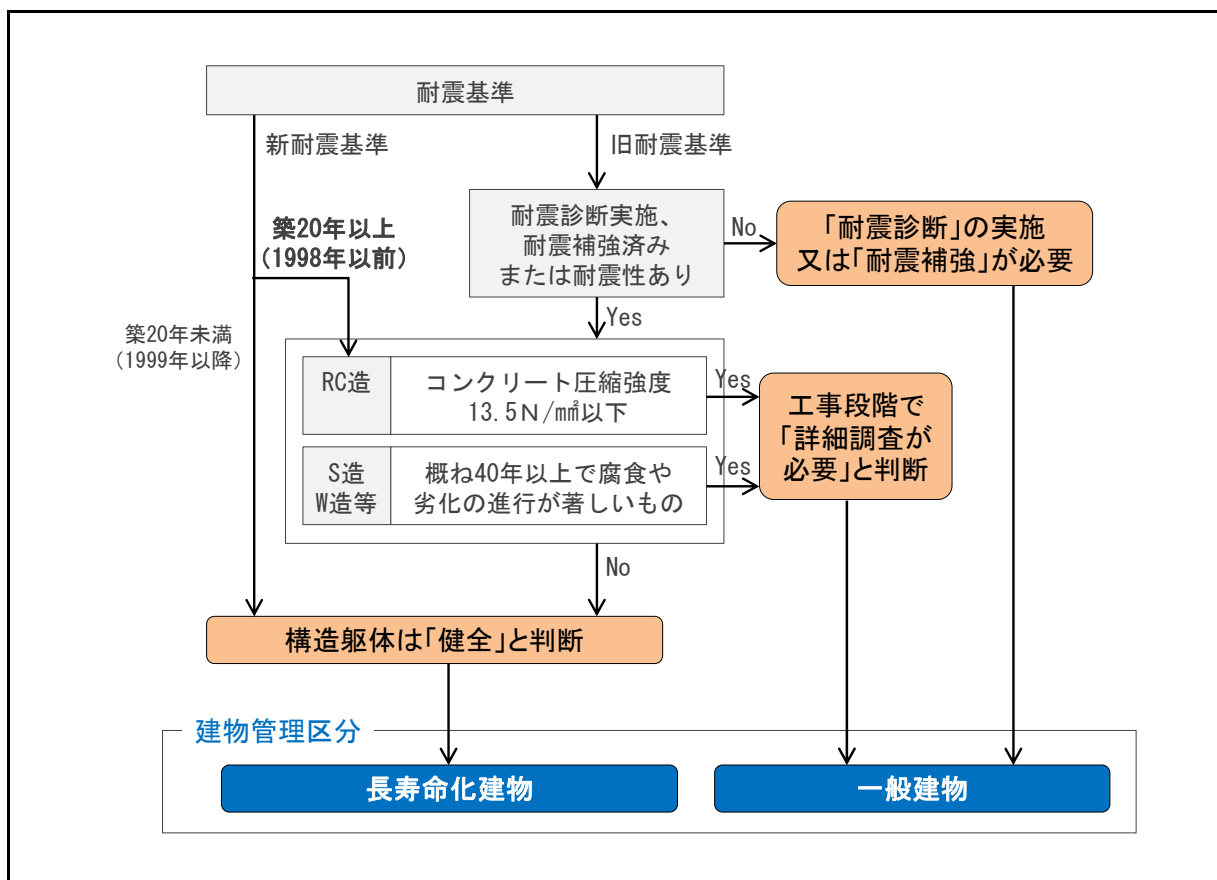 耐震基準
新耐震基準
旧耐震基準
築20年以上
(1998年以前)
耐震診断実施、
耐震補強済み
または耐震性あり
No
「耐震診断」の実施
又は「耐震補強」が必要
Yes
築20年未満
(1999年以降)
RC造
コンクリート圧縮強度
13.5N/㎟以下
Yes
S造
W造等
概ね40年以上で腐食や
劣化の進行が著しいもの
Yes
工事段階で
「詳細調査が
必要」と判断
No
構造躯体は「健全」と判断
建物管理区分
長寿命化建物
一般建物